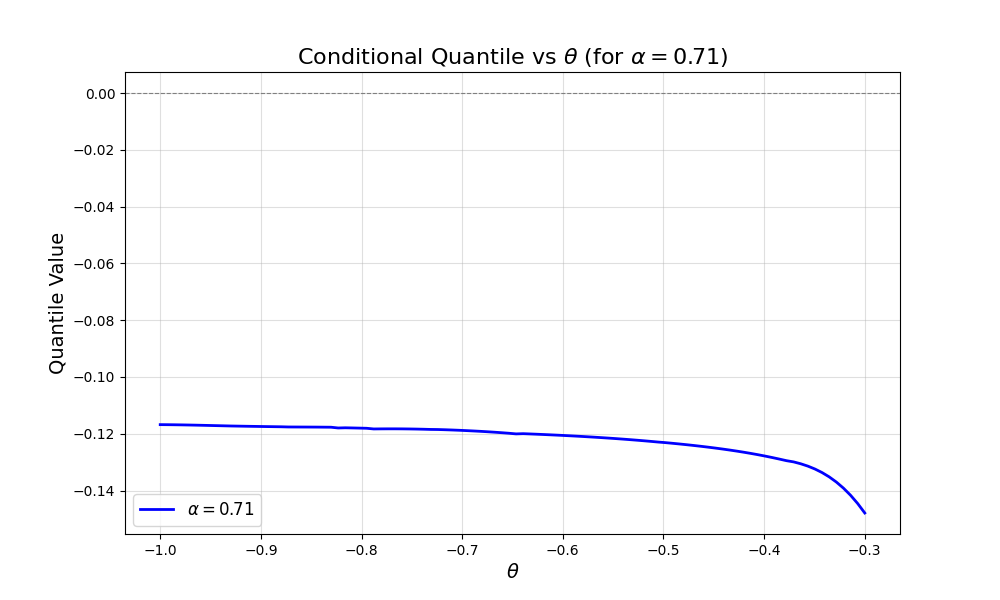 Conditional Quantile vs θ (for α = 0.71)
Quantile Value
0.00
−0.02
−0.04
−0.06
−0.08
−0.10
−0.12
−0.14
α = 0.71
−1.0 −0.9 −0.8 −0.7 −0.6 −0.5 −0.4 −0.3
θ